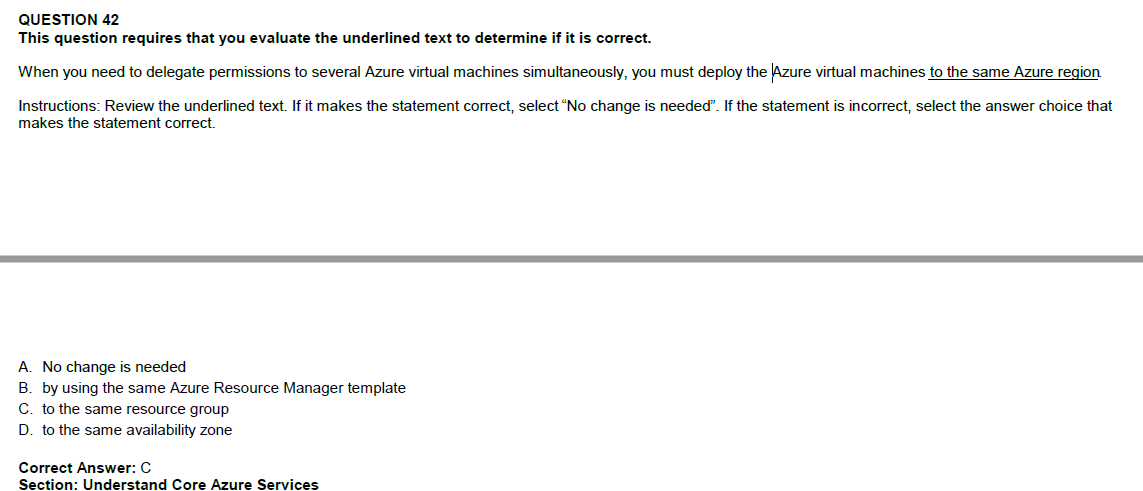 QUESTION 42
This question requires that you evaluate the underlined text to determine if it is correct.
When you need to delegate permissions to several Azure virtual machines simultaneously, you must deploy the Azure virtual machines to the same Azure region.
Instructions: Review the underlined text. If it makes the statement correct, select “No change is needed”. If the statement is incorrect, select the answer choice that
makes the statement correct.
A. No change is needed
B. by using the same Azure Resource Manager template
C. to the same resource group
D. to the same availability zone
Correct Answer: C
Section: Understand Core Azure Services